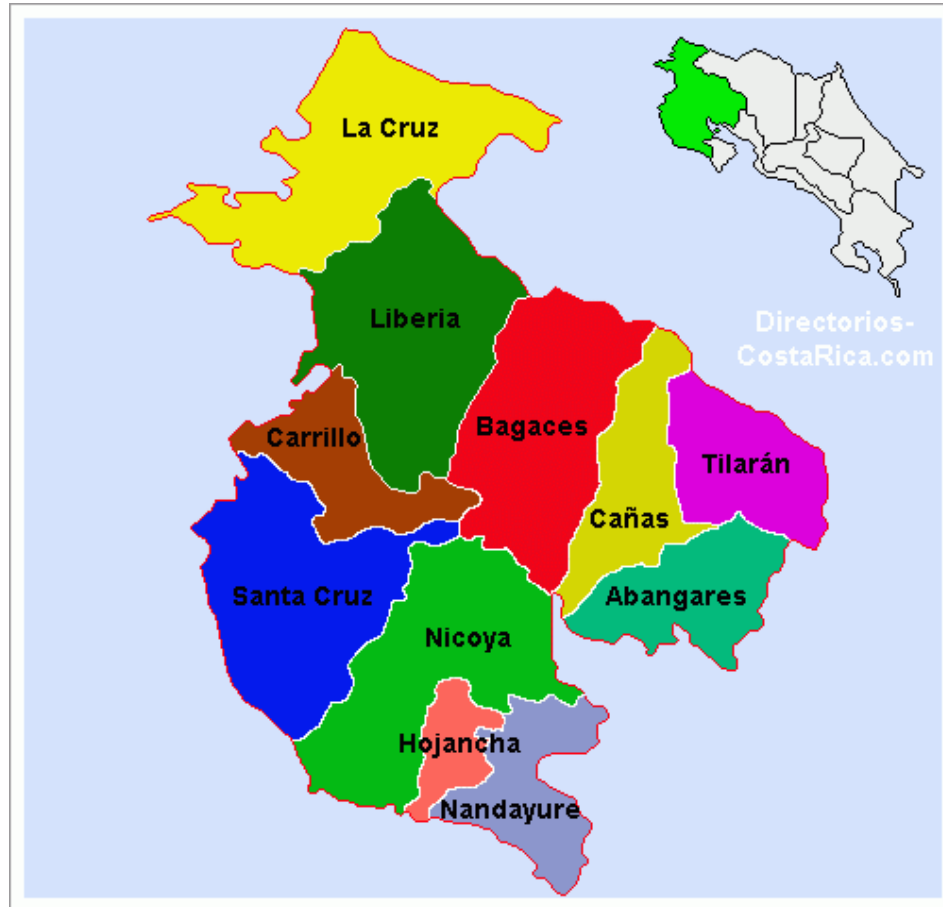 La Cruz
Liberia
Directorios-
CostaRica.com
Bagaces
Carrillo
Tilarán
Cañas
Santa Cruz
Abangares
Nicoya
Hojancha
Nandayure